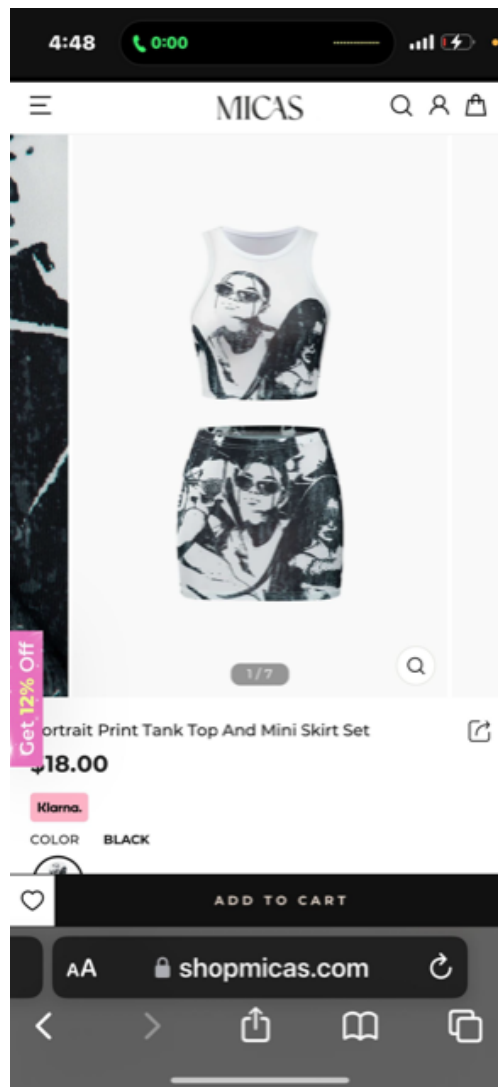 4:48
0:00
MICAS
1/7
Get 12% Off
ortrait Print Tank Top And Mini Skirt Set
$18.00
Klarna.
COLOR BLACK
ADD TO CART
AA
shopmicas.com